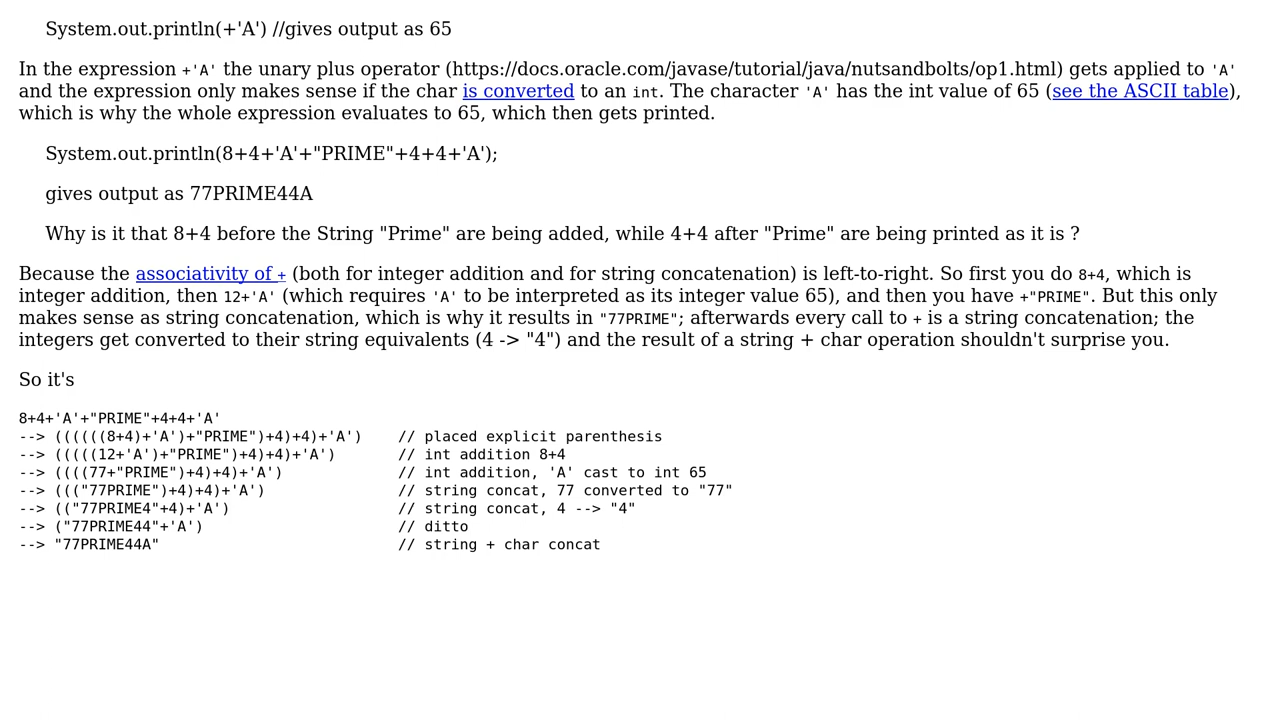 System.out.println(+'A') //gives output as 65
In the expression +'A' the unary plus operator (https://docs.oracle.com/javase/tutorial/java/nutsandbolts/op1.html) gets applied to 'A'
and the expression only makes sense if the char is converted to an int. The character 'A' has the int value of 65 (see the ASCII table),
which is why the whole expression evaluates to 65, which then gets printed.
System.out.println(8+4+'A'+"PRIME"+4+4+'A');
gives output as 77PRIME44A
Why is it that 8+4 before the String "Prime" are being added, while 4+4 after "Prime" are being printed as it is ?
Because the associativity of + (both for integer addition and for string concatenation) is left-to-right. So first you do 8+4, which is
integer addition, then 12+'A' (which requires 'A' to be interpreted as its integer value 65), and then you have +"PRIME". But this only
makes sense as string concatenation, which is why it results in "77PRIME"; afterwards every call to + is a string concatenation; the
integers get converted to their string equivalents (4 -> "4") and the result of a string + char operation shouldn't surprise you.
So it's
8+4+'A'+"PRIME"+4+4+'A'
--> ((((((8+4)+'A')+"PRIME")+4)+4)+'A')    // placed explicit parenthesis
--> (((((12+'A')+"PRIME")+4)+4)+'A')       // int addition 8+4
--> ((((77+"PRIME")+4)+4)+'A')             // int addition, 'A' cast to int 65
--> ((("77PRIME")+4)+4)+'A')               // string concat, 77 converted to "77"
--> (("77PRIME4"+4)+'A')                   // string concat, 4 --> "4"
--> ("77PRIME44"+'A')                      // ditto
--> "77PRIME44A"                           // string + char concat